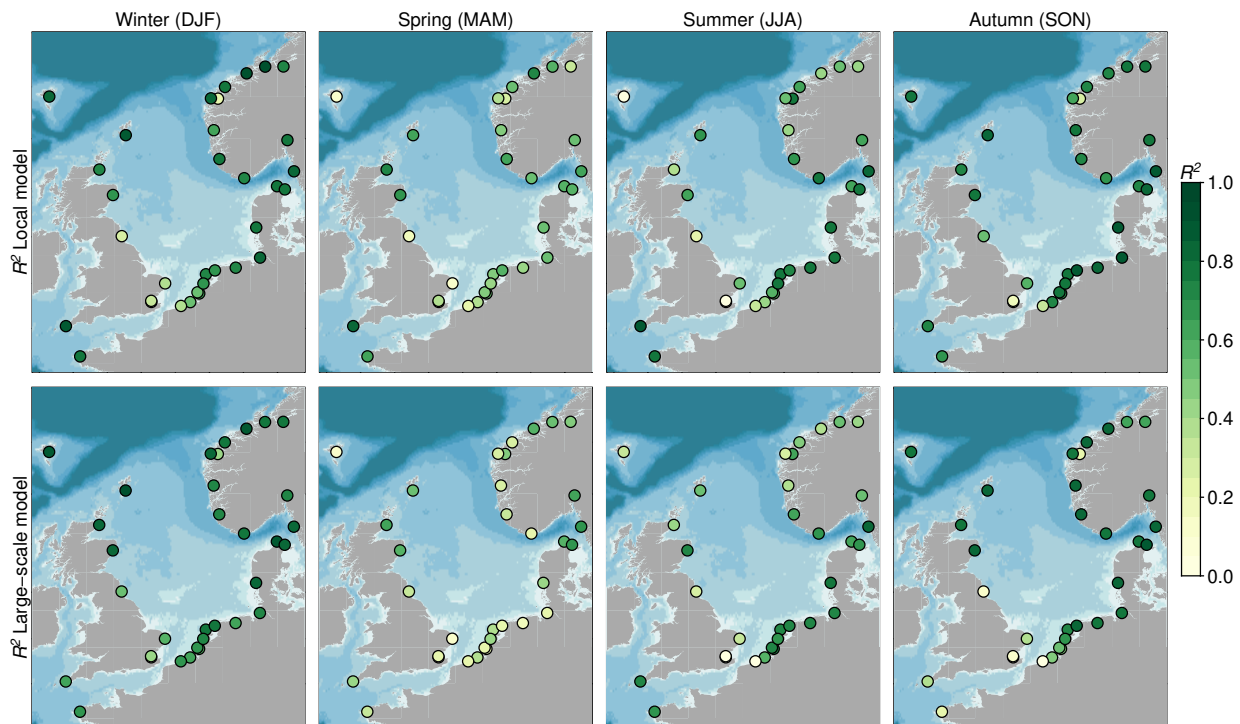 Winter (DJF) Spring (MAM) Summer (JJA) Autumn (SON)
R² Local model
R² Large-scale model
R²
1.0
0.8
0.6
0.4
0.2
0.0